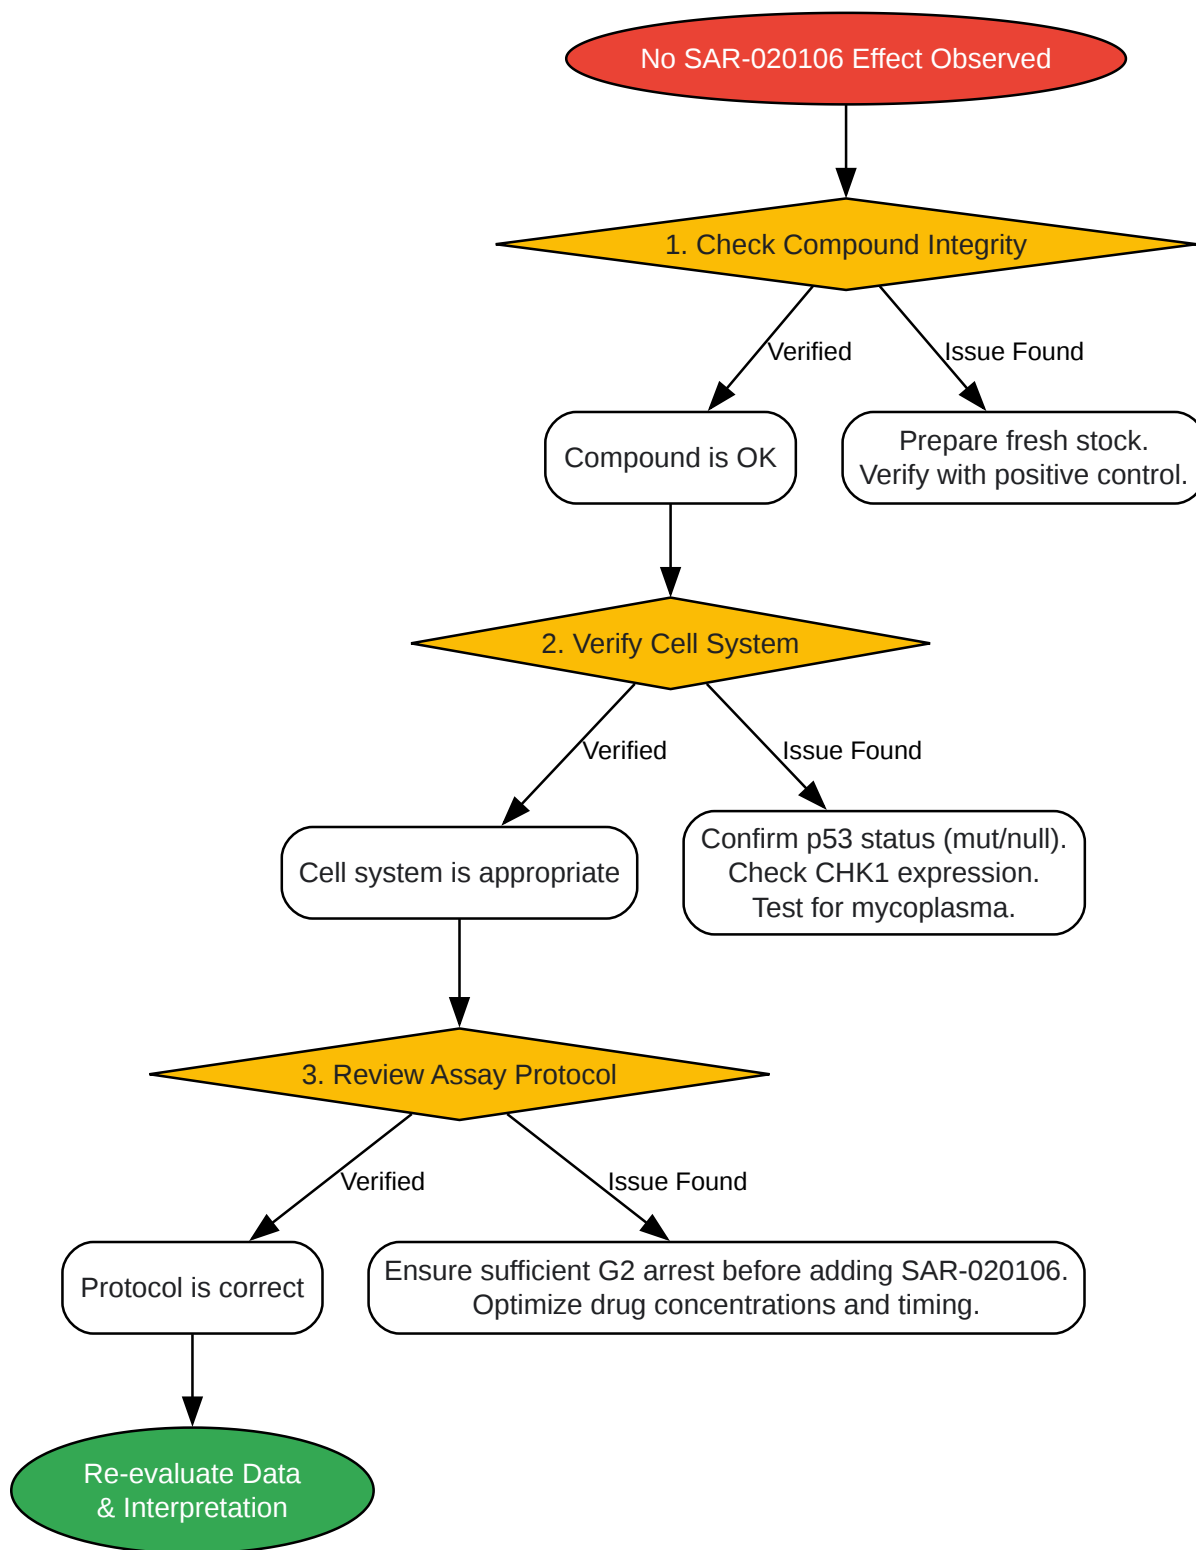 No SAR-020106 Effect Observed
1. Check Compound Integrity
Verified
Issue Found
Compound is OK
Prepare fresh stock.
Verify with positive control.
2. Verify Cell System
Verified
Issue Found
Cell system is appropriate
Confirm p53 status (mut/null).
Check CHK1 expression.
Test for mycoplasma.
3. Review Assay Protocol
Verified
Issue Found
Protocol is correct
Ensure sufficient G2 arrest before adding SAR-020106.
Optimize drug concentrations and timing.
Re-evaluate Data
& Interpretation